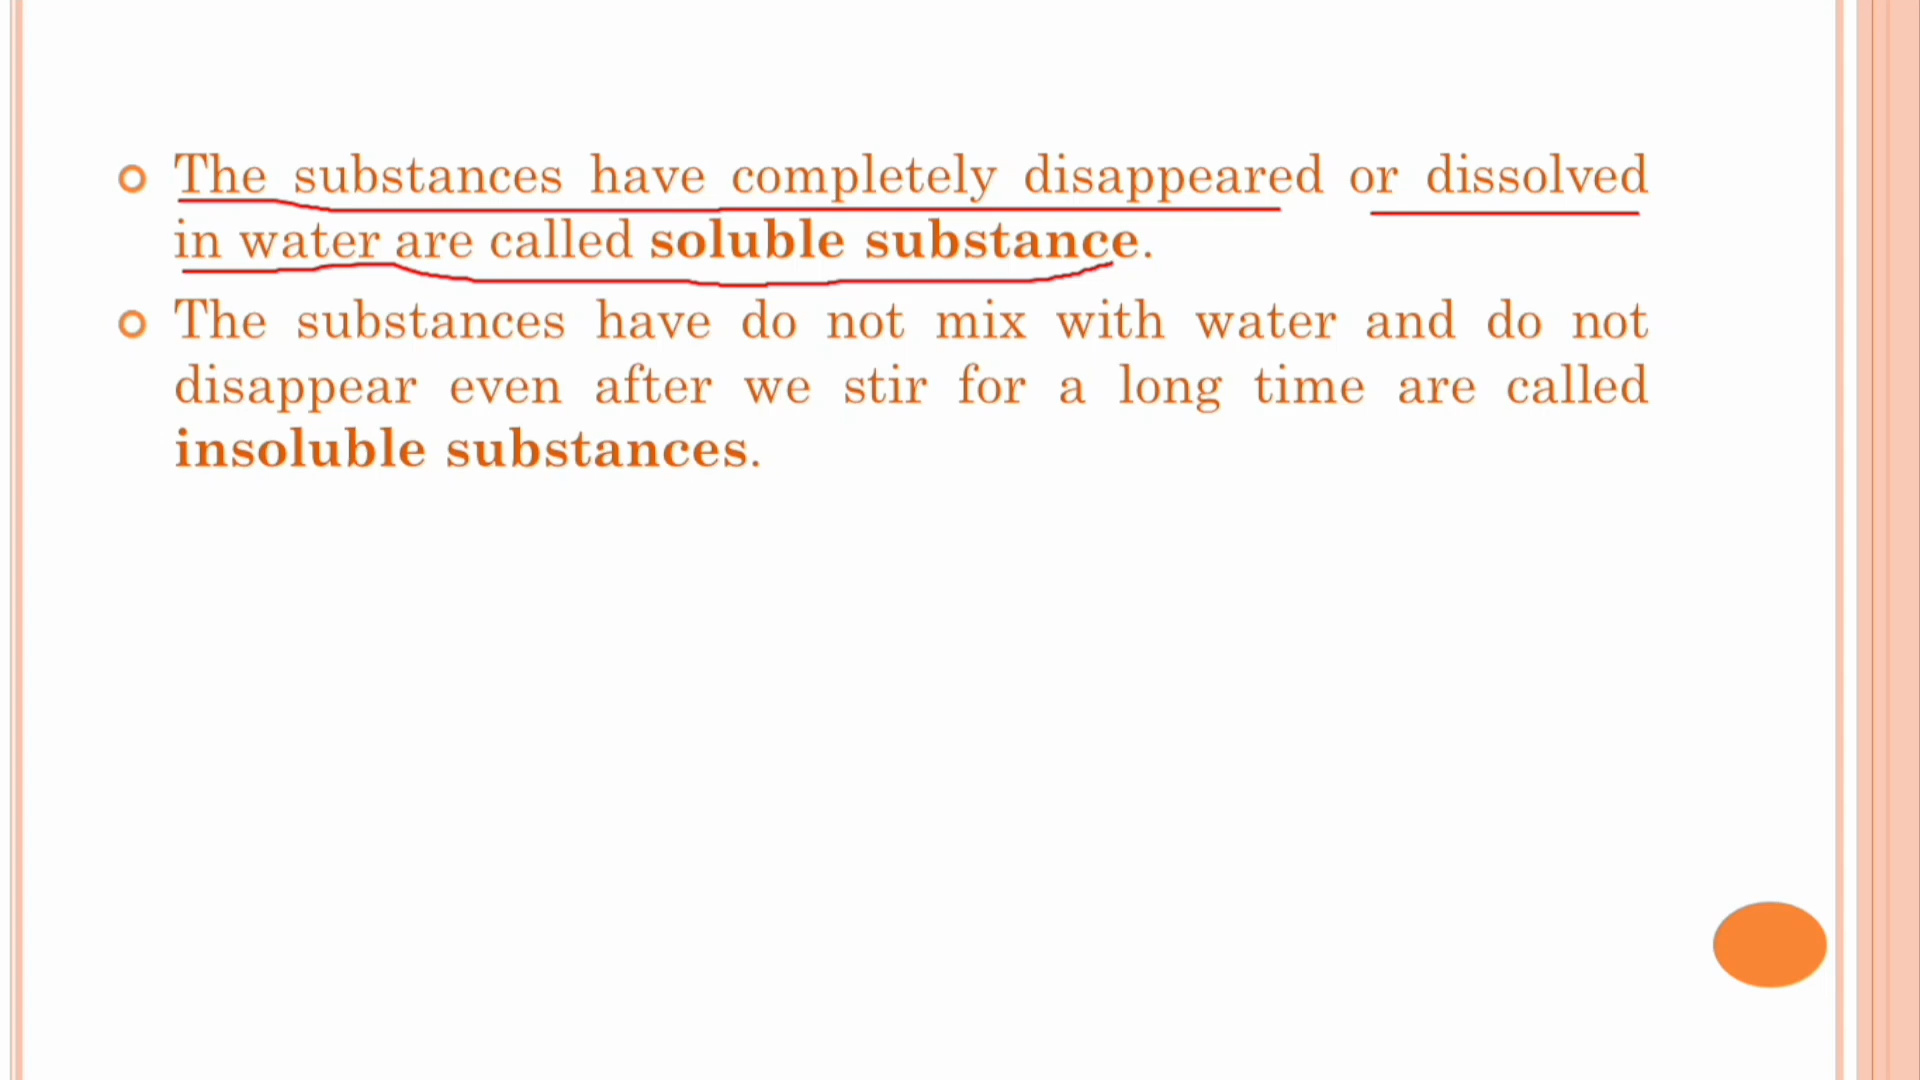 The substances have completely disappeared or dissolved
in water are called soluble substance.
The substances have do not mix with water and do not
disappear even after we stir for a long time are called
insoluble substances.